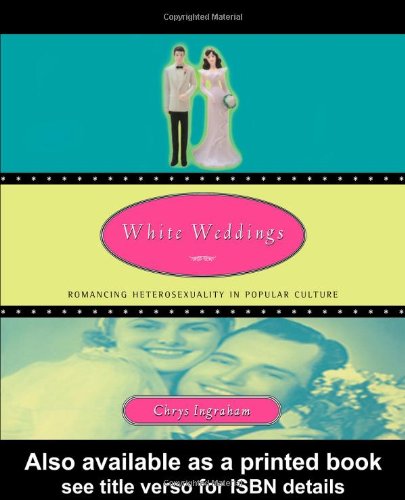 Copyrighted Material
White Weddings
ROMANCING HETEROSEXUALITY IN POPULAR CULTURE
Chrys Ingraham
Also available as a printed book
see title verso for ISBN details